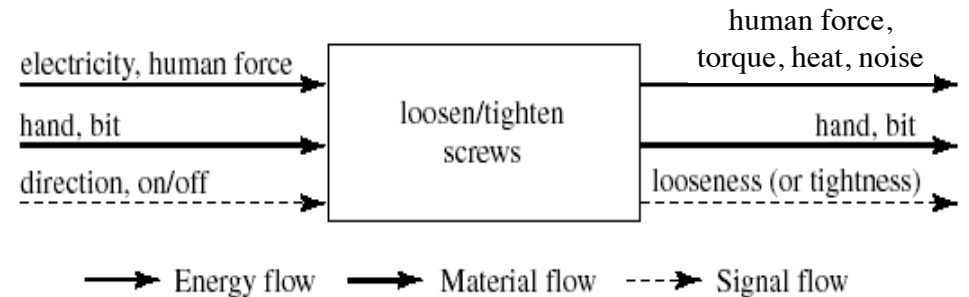 human force,
torque, heat, noise
electricity, human force
hand, bit
direction, on/off
loosen/tighten
screws
hand, bit
looseness (or tightness)
Energy flow
Material flow
Signal flow